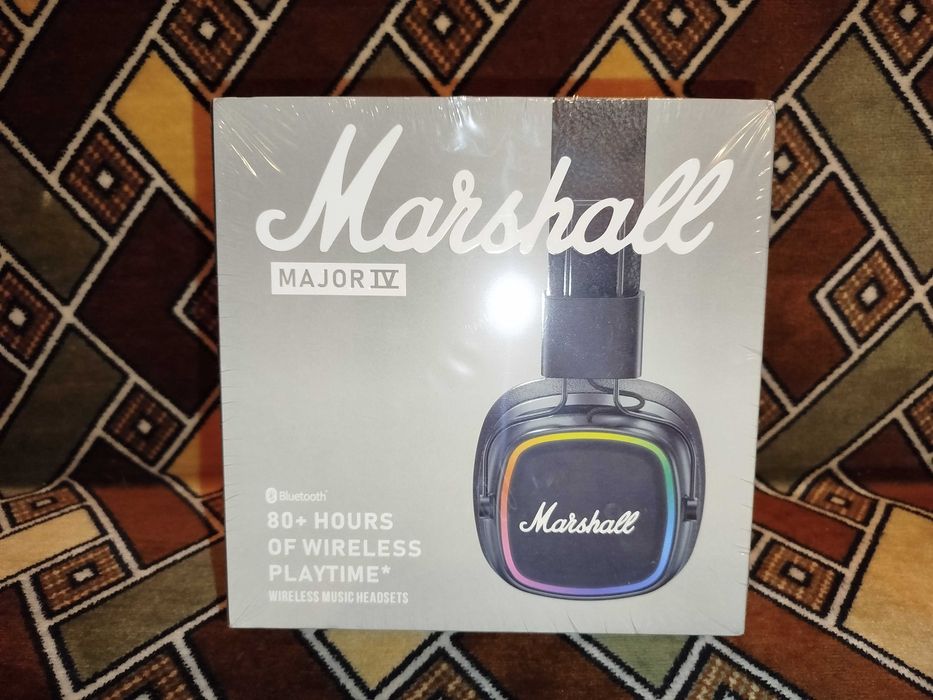 Marshall
MAJOR IV
Bluetooth®
80+ HOURS
OF WIRELESS
PLAYTIME*
WIRELESS MUSIC HEADSETS
Marshall